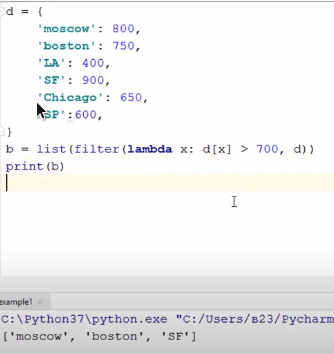 d = {
    'moscow': 800,
    'boston': 750,
    'LA': 400,
    'SF': 900,
    'Chicago': 650,
    'SP':600,
}
b = list(filter(lambda x: d[x] > 700, d))
print(b)
example1 ×
C:\Python37\python.exe "C:/Users/в23/Pycharm
['moscow', 'boston', 'SF']